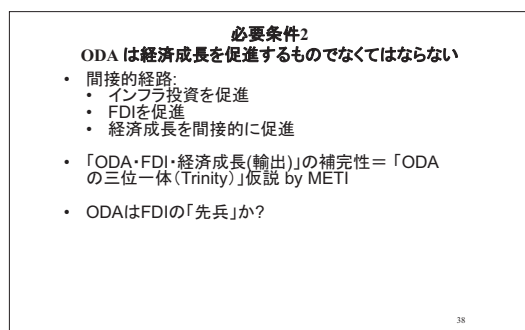 必要条件2
ODA は経済成長を促進するものでなくてはならない
• 間接的経路:
• インフラ投資を促進
• FDIを促進
• 経済成長を間接的に促進
• 「ODA・FDI・経済成長(輸出)」の補完性＝「ODA
の三位一体(Trinity)」仮説 by METI
• ODAはFDIの「先兵」か?
38